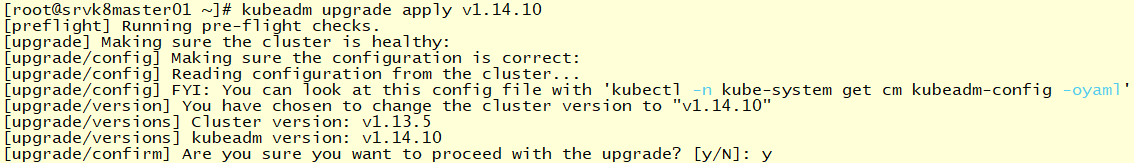 [root@srvk8master01 ~]# kubeadm upgrade apply v1.14.10
[preflight] Running pre-flight checks.
[upgrade] Making sure the cluster is healthy:
[upgrade/config] Making sure the configuration is correct:
[upgrade/config] Reading configuration from the cluster...
[upgrade/config] FYI: You can look at this config file with 'kubectl -n kube-system get cm kubeadm-config -oyaml'
[upgrade/version] You have chosen to change the cluster version to "v1.14.10"
[upgrade/versions] Cluster version: v1.13.5
[upgrade/versions] kubeadm version: v1.14.10
[upgrade/confirm] Are you sure you want to proceed with the upgrade? [y/N]: y